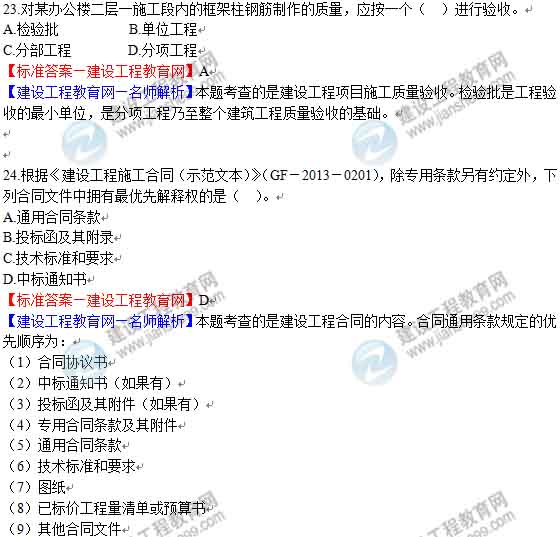 23.对某办公楼二层一施工段内的框架柱钢筋制作的质量，应按一个（ ）进行验收。
A.检验批 B.单位工程
C.分部工程 D.分项工程
【标准答案－建设工程教育网】A
【建设工程教育网－名师解析】本题考查的是建设工程项目施工质量验收。检验批是工程验
收的最小单位，是分项工程乃至整个建筑工程质量验收的基础。
24.根据《建设工程施工合同（示范文本）》（GF－2013－0201），除专用条款另有约定外，下
列合同文件中拥有最优先解释权的是（ ）。
A.通用合同条款
B.投标函及其附录
C.技术标准和要求
D.中标通知书
【标准答案－建设工程教育网】D
【建设工程教育网－名师解析】本题考查的是建设工程合同的内容。合同通用条款规定的优
先顺序为：
（1）合同协议书
（2）中标通知书（如果有）
（3）投标函及其附件（如果有）
（4）专用合同条款及其附件
（5）通用合同条款
（6）技术标准和要求
（7）图纸
（8）已标价工程量清单或预算书
（9）其他合同文件